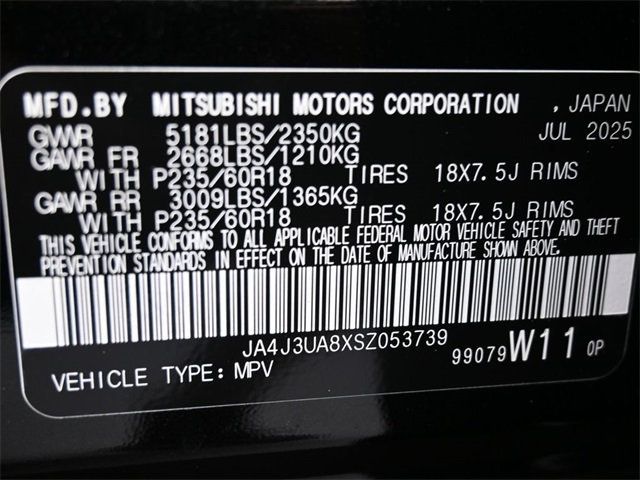 MFD.BY MITSUBISHI MOTORS CORPORATION , JAPAN
GVWR 5181LBS/2350KG JUL 2025
GAWR FR 2668LBS/1210KG
WITH P235/60R18 TIRES 18X7.5J RIMS
GAWR RR 3009LBS/1365KG
WITH P235/60R18 TIRES 18X7.5J RIMS
THIS VEHICLE CONFORMS TO ALL APPLICABLE FEDERAL MOTOR VEHICLE SAFETY AND THEFT
PREVENTION STANDARDS IN EFFECT ON THE DATE OF MANUFACTURE SHOWN ABOVE.
JA4J3UA8XSZ053739
99079 W11 0P
VEHICLE TYPE: MPV